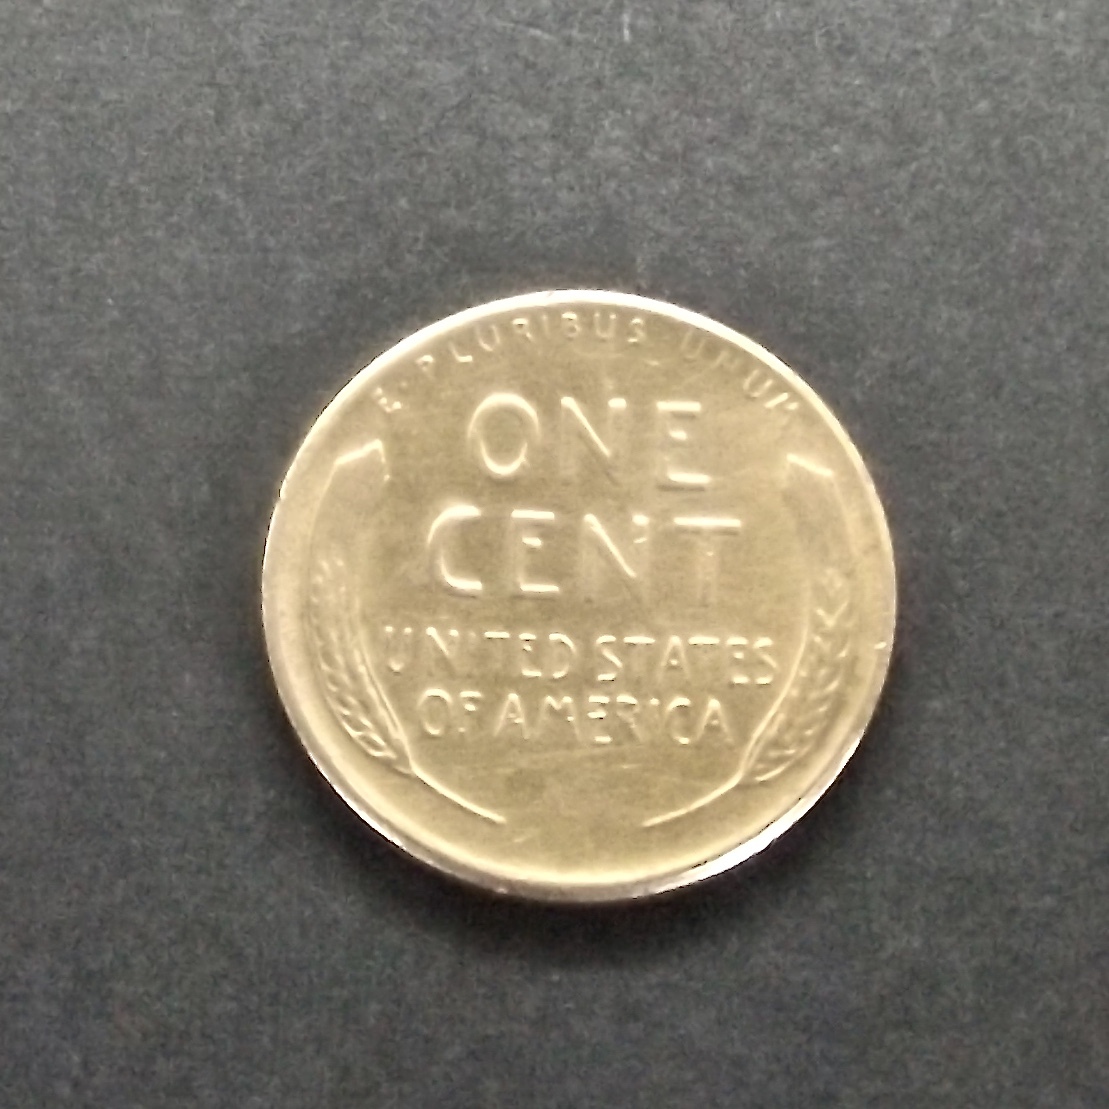 E · PLURIBUS · UNUM
ONE
CENT
UNITED STATES
OF AMERICA